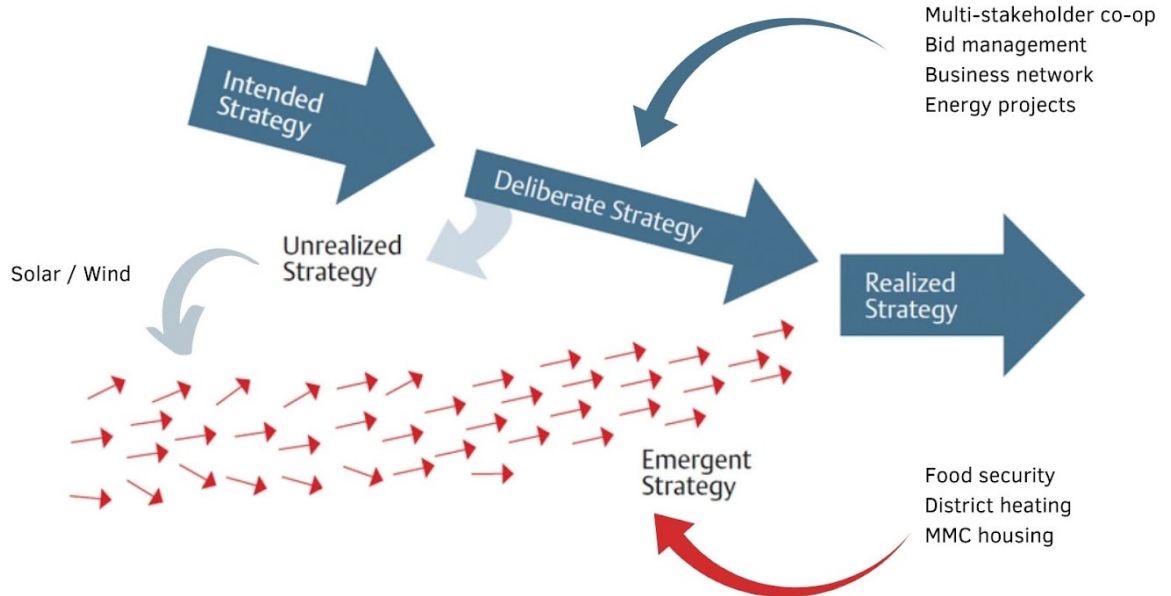 Multi-stakeholder co-op
Bid management
Business network
Energy projects
Intended
Strategy
Deliberate Strategy
Unrealized
Strategy
Solar / Wind
Realized
Strategy
Emergent
Strategy
Food security
District heating
MMC housing